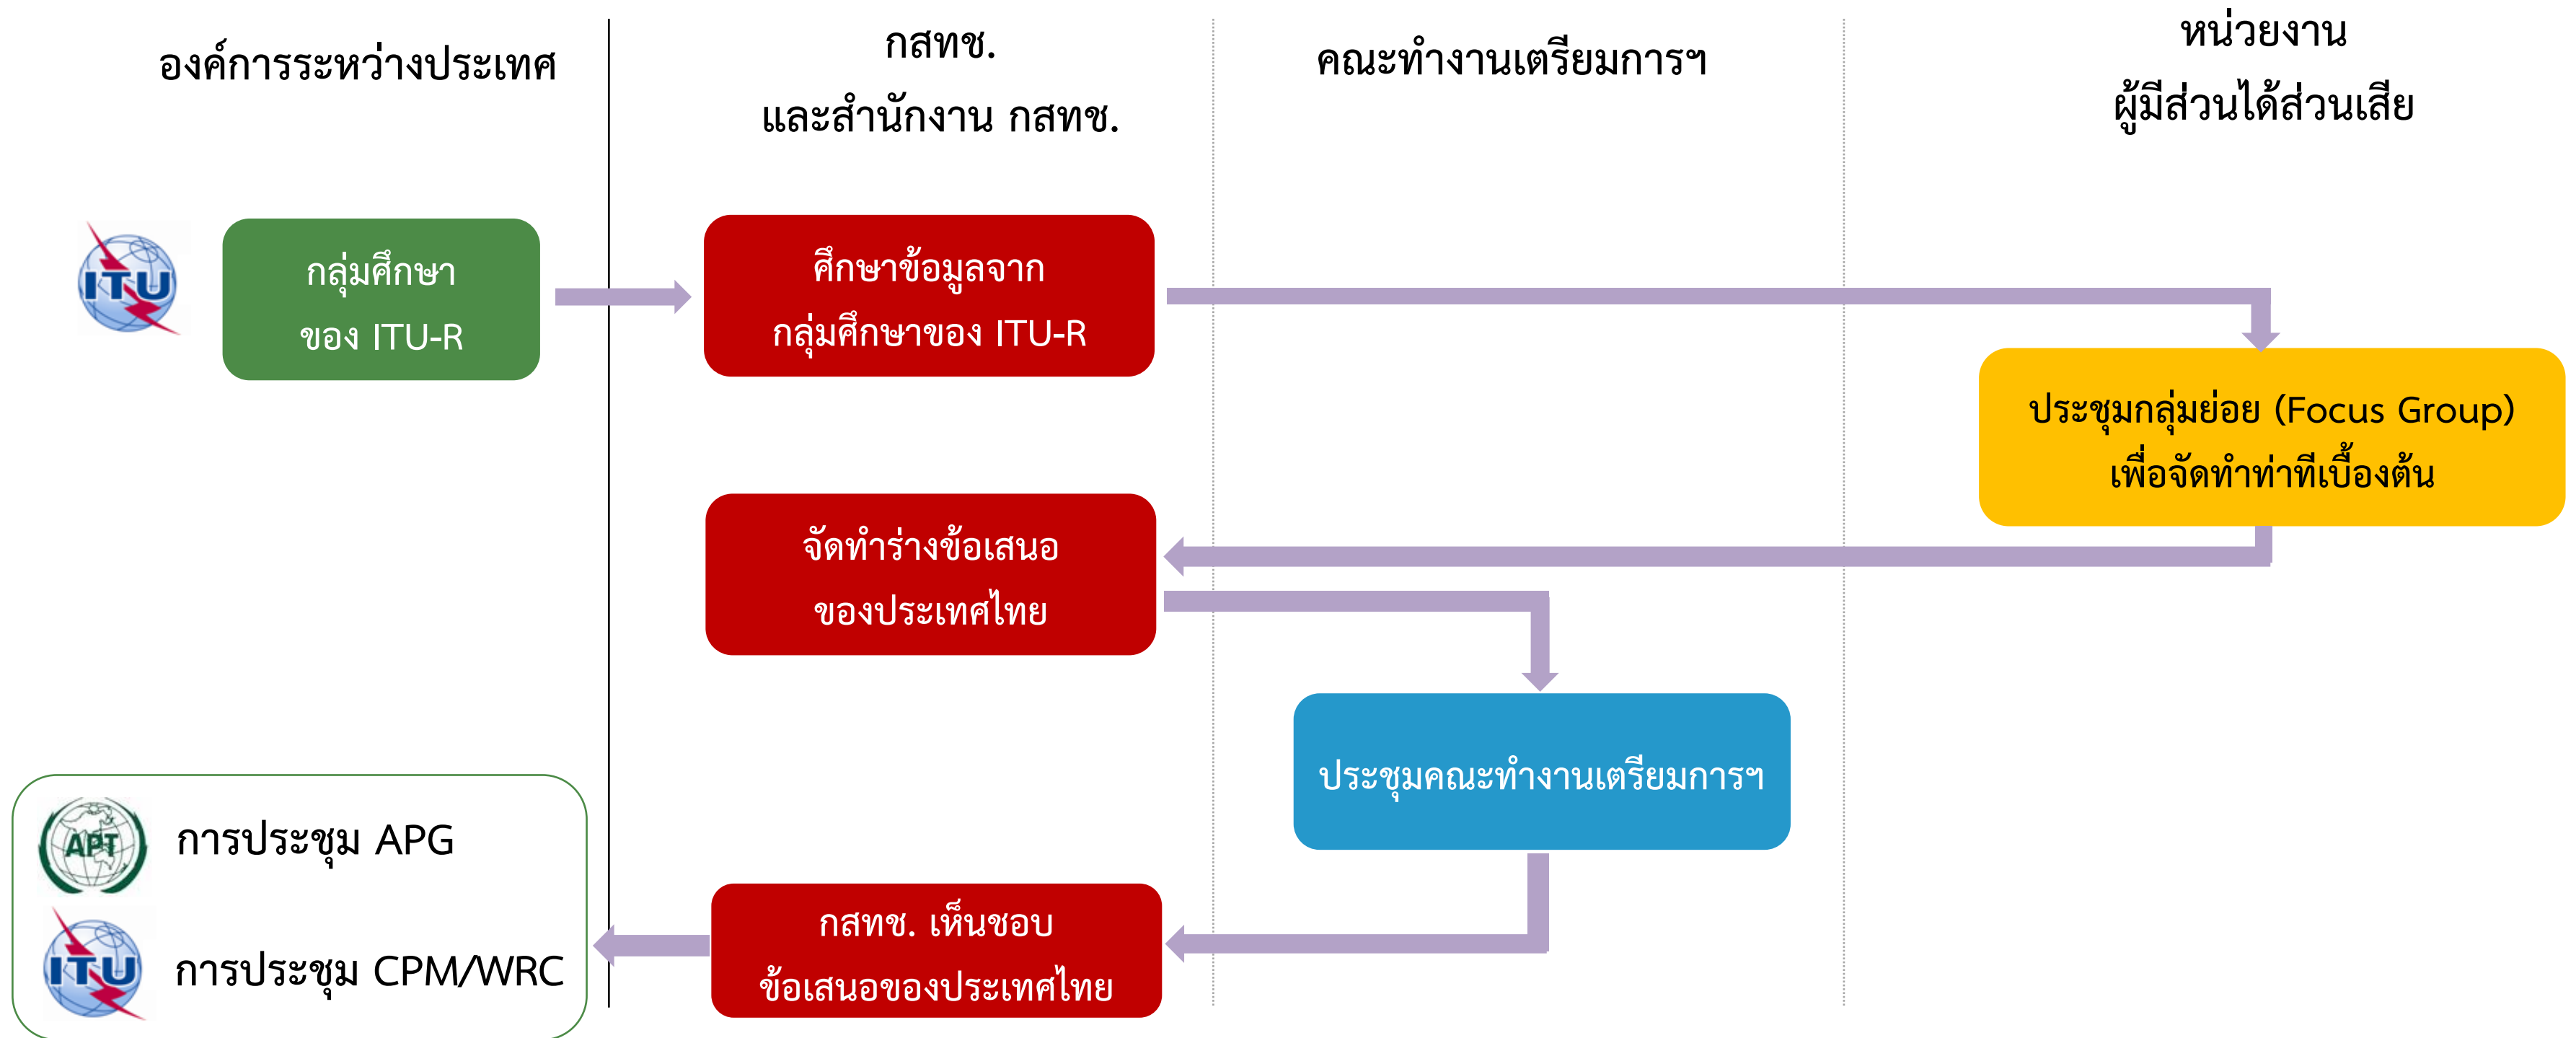 องค์การระหว่างประเทศ
กสทช.
และสำนักงาน กสทช.
คณะทำงานเตรียมการฯ
หน่วยงาน
ผู้มีส่วนได้ส่วนเสีย
ITU
กลุ่มศึกษา
ของ ITU-R
ศึกษาข้อมูลจาก
กลุ่มศึกษาของ ITU-R
ประชุมกลุ่มย่อย (Focus Group)
เพื่อจัดทำท่าทีเบื้องต้น
จัดทำร่างข้อเสนอ
ของประเทศไทย
ประชุมคณะทำงานเตรียมการฯ
กสทช. เห็นชอบ
ข้อเสนอของประเทศไทย
APT
การประชุม APG
ITU
การประชุม CPM/WRC